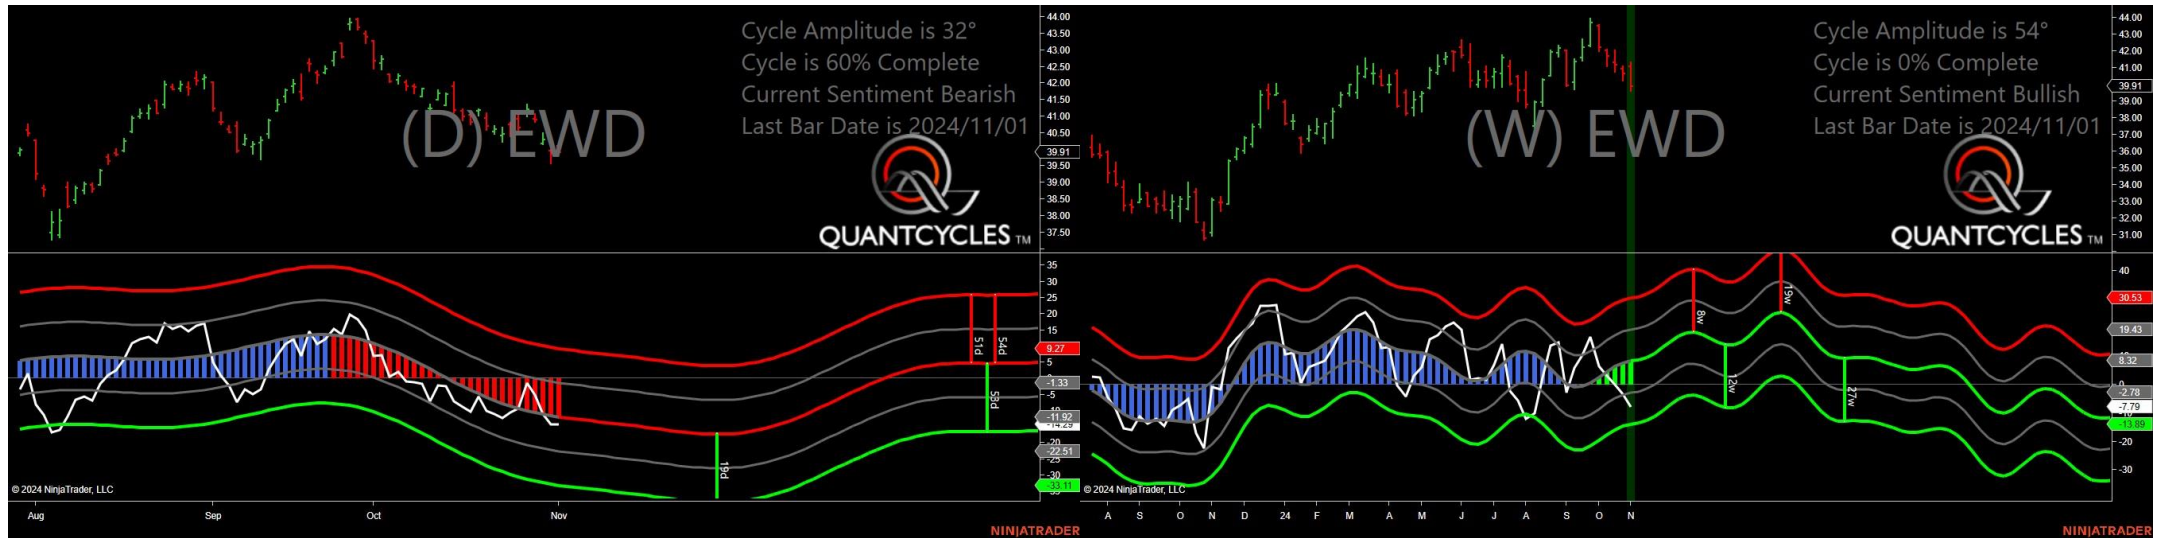 Cycle Amplitude is 32°
Cycle is 60% Complete
Current Sentiment Bearish
Last Bar Date is 2024/11/01
(D) EWD
QUANTCYCLES TM
44.00
43.50
43.00
42.50
42.00
41.50
41.00
40.50
39.91
39.50
39.00
38.50
38.00
37.50
35
30
25
20
15
9.27
5
-1.33
-5
-11.92
-14.29
-20
-22.51
-25
-30
-33.11
51d
54d
53d
19d
© 2024 NinjaTrader, LLC
Aug Sep Oct Nov
NINJATRADER
Cycle Amplitude is 54°
Cycle is 0% Complete
Current Sentiment Bullish
Last Bar Date is 2024/11/01
(W) EWD
QUANTCYCLES TM
44.00
43.00
42.00
41.00
39.91
39.00
38.00
37.00
36.00
35.00
34.00
33.00
32.00
31.00
40
30.53
19.43
8.32
0
-2.78
-7.79
-13.89
-20
-30
8w
19w
12w
27w
© 2024 NinjaTrader, LLC
A S O N D 24 F M A M J J A S O N
NINJATRADER